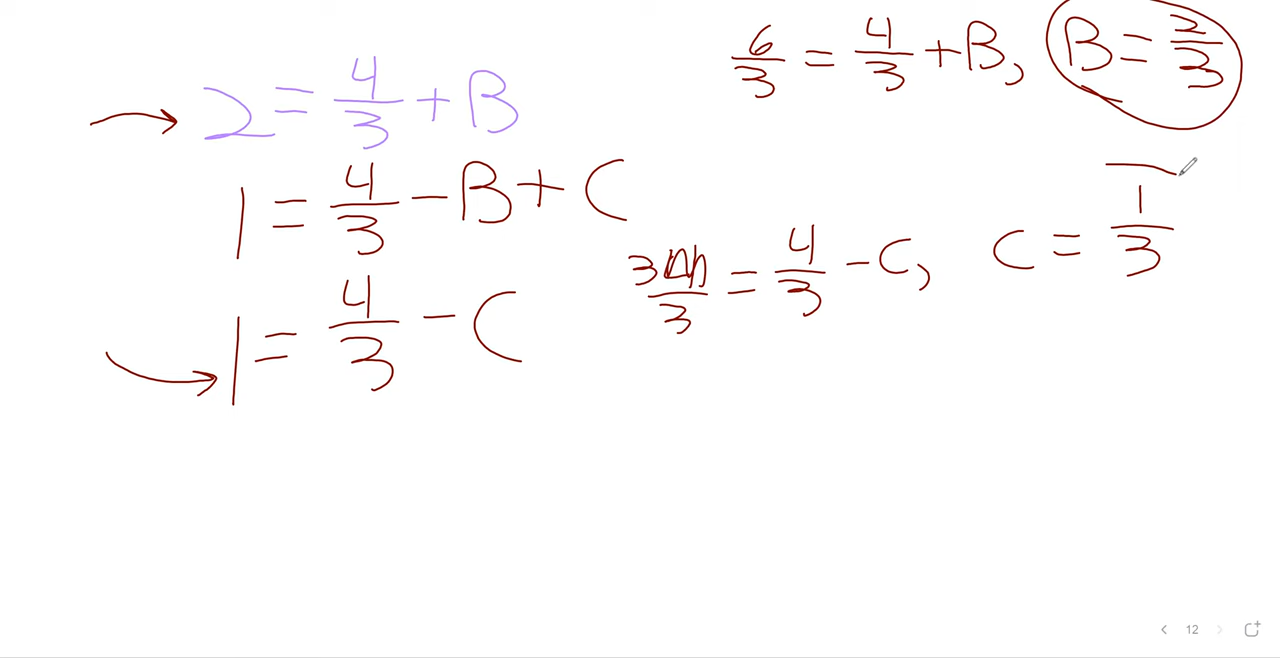 6/3 = 4/3 + B, B = 2/3
2 = 4/3 + B
1 = 4/3 - B + C
3/3 = 4/3 - C, C = 1/3
1 = 4/3 - C
12